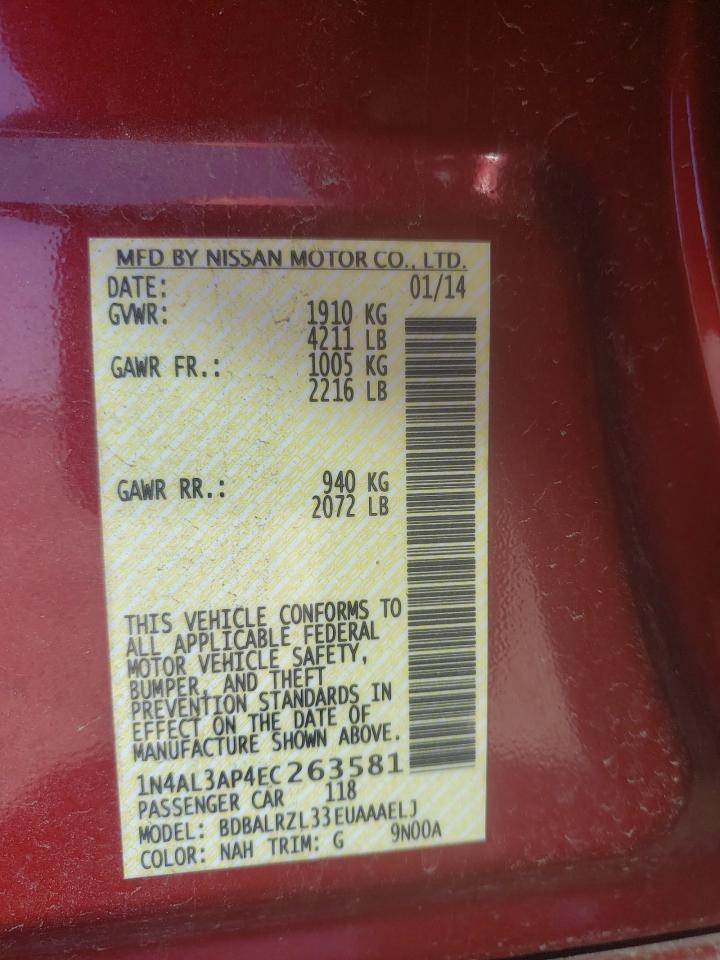 MFD BY NISSAN MOTOR CO., LTD.
DATE: 01/14
GVWR: 1910 KG
4211 LB
GAWR FR.: 1005 KG
2216 LB
GAWR RR.: 940 KG
2072 LB
THIS VEHICLE CONFORMS TO
ALL APPLICABLE FEDERAL
MOTOR VEHICLE SAFETY,
BUMPER, AND THEFT
PREVENTION STANDARDS IN
EFFECT ON THE DATE OF
MANUFACTURE SHOWN ABOVE.
1N4AL3AP4EC263581
PASSENGER CAR 118
MODEL: BDBALRZL33EUAAAELJ
COLOR: NAH TRIM: G 9N00A